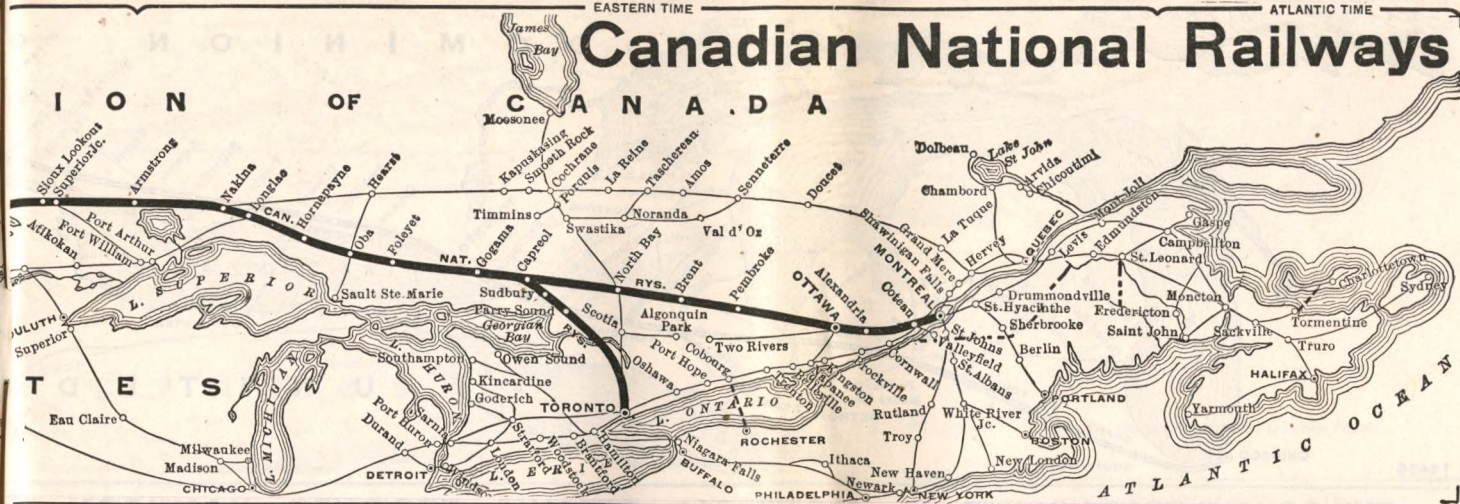 EASTERN TIME
ATLANTIC TIME
Canadian National Railways
James
Bay
ION OF CANADA
Moosonee
Sioux Lookout
Superior Jc.
Armstrong
Nakina
Longlac
Hornepayne
Hearst
Kapuskasing
Smooth Rock
Cochrane
Porquis
La Reine
Taschereau
Amos
Senneterre
Doucet
Dolbeau
Lake
St John
Arvida
Chicoutimi
Chambord
La Tuque
Hervey
Grand Mere
Shawinigan Falls
MONTREAL
Coteau
QUEBEC
Levis
Mont Joli
Edmundston
Gaspe
Campbellton
St. Leonard
Atikokan
Port Arthur
Fort William
CAN.
NAT.
RYS.
RYS.
Oba
Foleyet
Gogama
Capreol
Timmins
Swastika
Noranda
Val d'Or
North Bay
Brent
Pembroke
OTTAWA
Alexandria
L. SUPERIOR
Sault Ste. Marie
Sudbury
Parry Sound
Georgian
Bay
Scotia
Algonquin
Park
Two Rivers
Drummondville
St. Hyacinthe
Sherbrooke
Berlin
Fredericton
Saint John
Moncton
Sackville
Charlottetown
Sydney
Tormentine
Truro
HALIFAX
Yarmouth
DULUTH
Superior
TES
L. MICHIGAN
L. HURON
Southampton
Owen Sound
Kincardine
Goderich
TORONTO
Oshawa
Port Hope
Cobourg
Trenton
Belleville
Napanee
Kingston
Brockville
Cornwall
St. Johns
Valleyfield
St. Albans
Rutland
White River
Jc.
PORTLAND
BOSTON
Troy
New London
New Haven
Newark
NEW YORK
PHILADELPHIA
Ithaca
ROCHESTER
L. ONTARIO
Niagara Falls
BUFFALO
Hamilton
Brantford
Woodstock
Stratford
London
L. ERIE
Sarnia
Port Huron
Durand
DETROIT
Eau Claire
Milwaukee
Madison
CHICAGO
ATLANTIC OCEAN